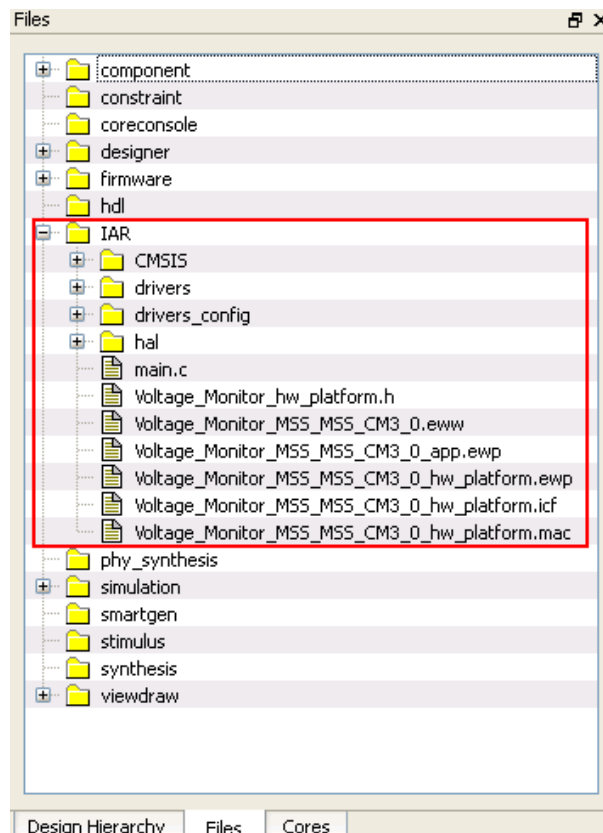 Files
component
constraint
coreconsole
designer
firmware
hdl
IAR
CMSIS
drivers
drivers_config
hal
main.c
Voltage_Monitor_hw_platform.h
Voltage_Monitor_MSS_MSS_CM3_0.eww
Voltage_Monitor_MSS_MSS_CM3_0_app.ewp
Voltage_Monitor_MSS_MSS_CM3_0_hw_platform.ewp
Voltage_Monitor_MSS_MSS_CM3_0_hw_platform.icf
Voltage_Monitor_MSS_MSS_CM3_0_hw_platform.mac
phy_synthesis
simulation
smartgen
stimulus
synthesis
viewdraw
Design Hierarchy Files Cores